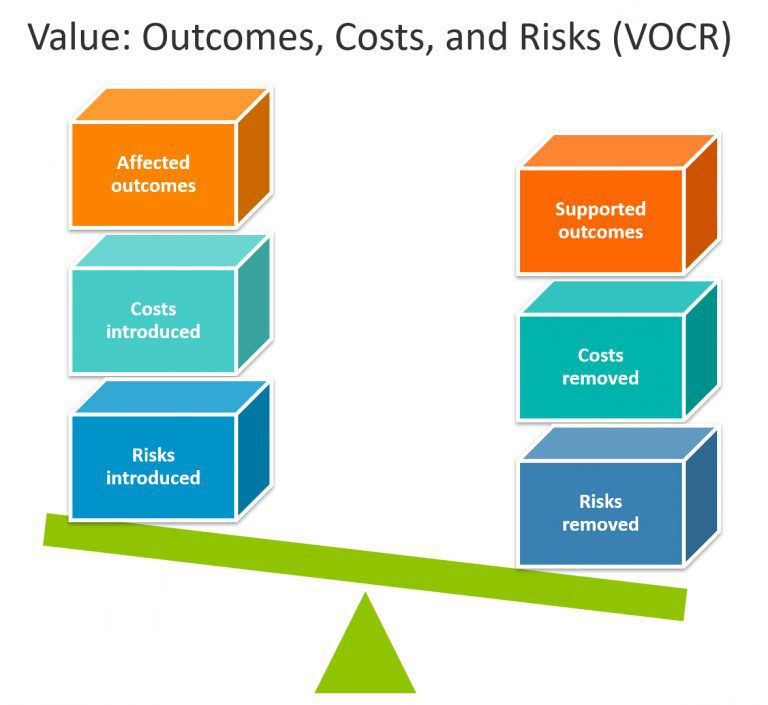 Value: Outcomes, Costs, and Risks (VOCR)
Affected
outcomes
Costs
introduced
Risks
introduced
Supported
outcomes
Costs
removed
Risks
removed